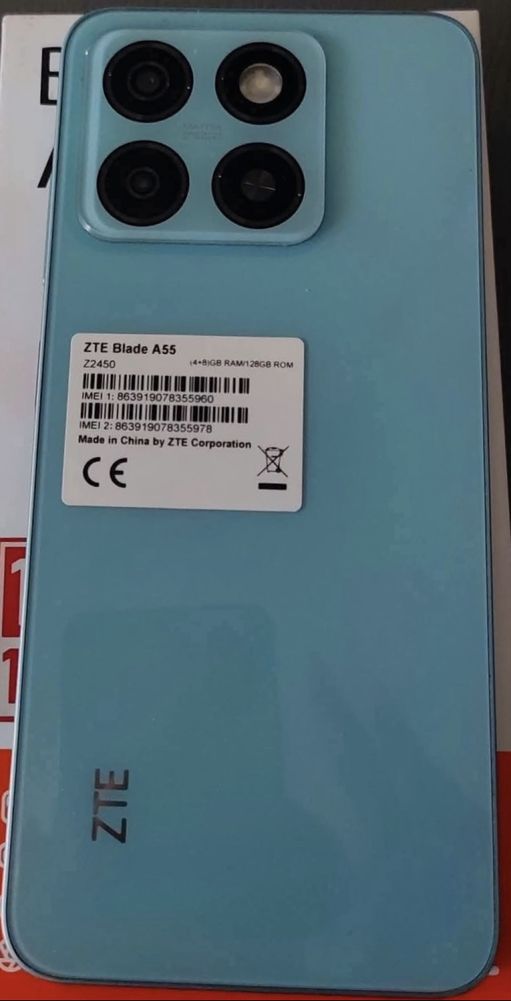 ZTE Blade A55
Z2450 (4+8)GB RAM/128GB ROM
IMEI 1: 863919078355960
IMEI 2: 863919078355978
Made in China by ZTE Corporation
CE
ZTE